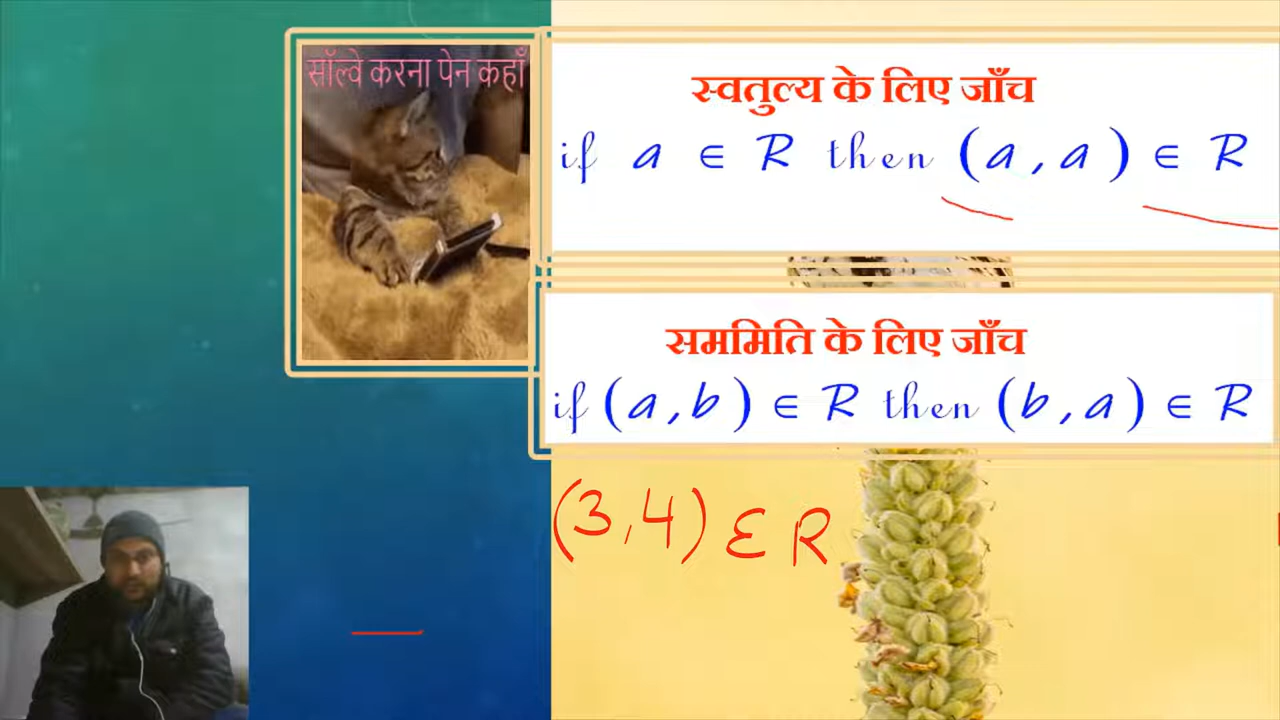 सॉल्वे करना पेन कहाँ
स्वतुल्य के लिए जाँच
if a ∈ R then (a , a) ∈ R
सममिति के लिए जाँच
if (a , b) ∈ R then (b , a) ∈ R
(3,4) ∈ R